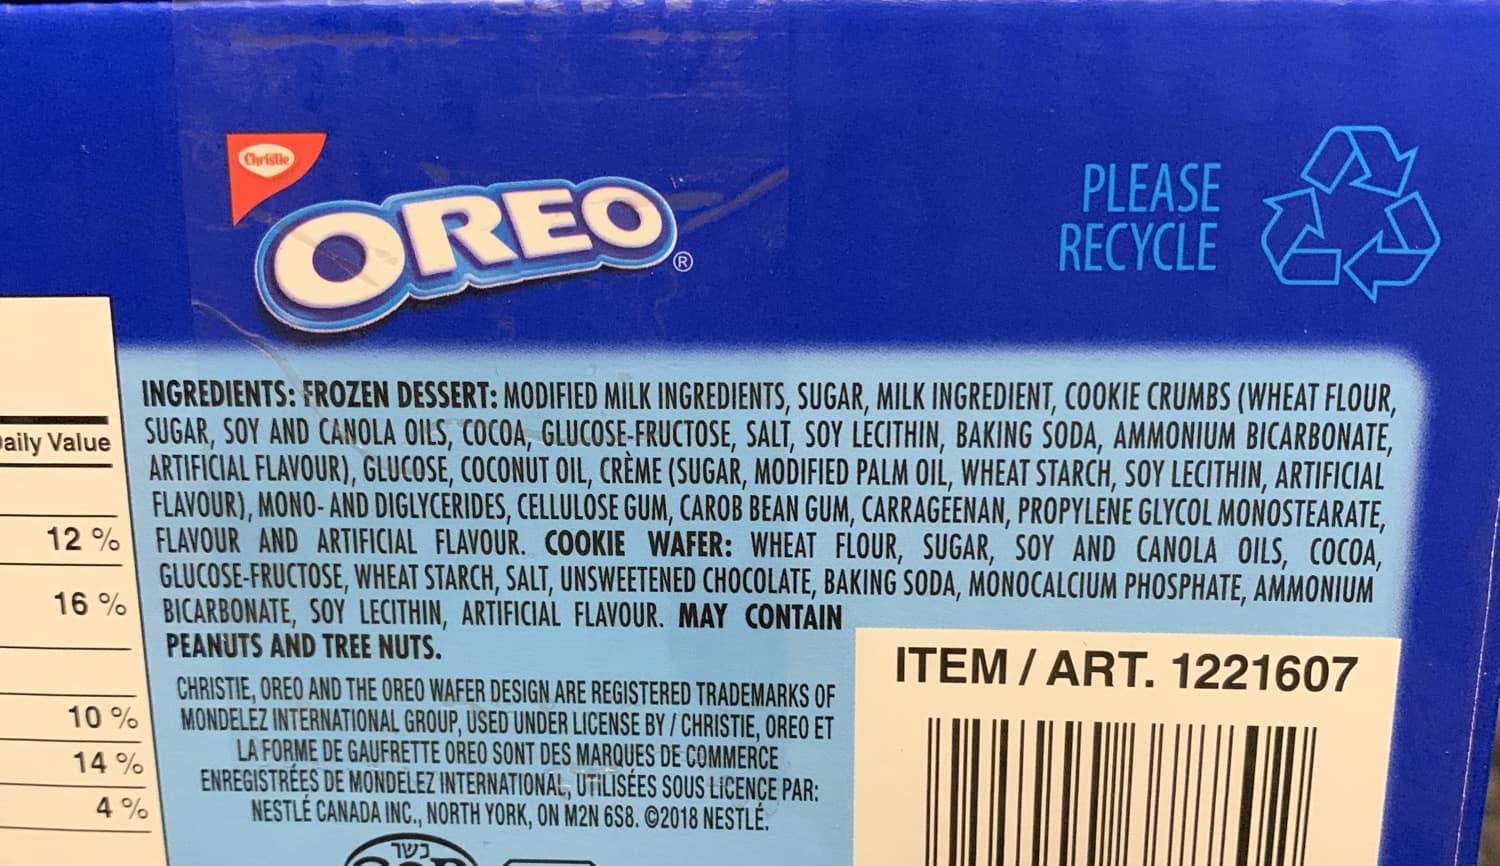 Christie
OREO
®
PLEASE
RECYCLE
Daily Value
12 %
16 %
10 %
14 %
4 %
INGREDIENTS: FROZEN DESSERT: MODIFIED MILK INGREDIENTS, SUGAR, MILK INGREDIENT, COOKIE CRUMBS (WHEAT FLOUR,
SUGAR, SOY AND CANOLA OILS, COCOA, GLUCOSE-FRUCTOSE, SALT, SOY LECITHIN, BAKING SODA, AMMONIUM BICARBONATE,
ARTIFICIAL FLAVOUR), GLUCOSE, COCONUT OIL, CRÈME (SUGAR, MODIFIED PALM OIL, WHEAT STARCH, SOY LECITHIN, ARTIFICIAL
FLAVOUR), MONO- AND DIGLYCERIDES, CELLULOSE GUM, CAROB BEAN GUM, CARRAGEENAN, PROPYLENE GLYCOL MONOSTEARATE,
FLAVOUR AND ARTIFICIAL FLAVOUR. COOKIE WAFER: WHEAT FLOUR, SUGAR, SOY AND CANOLA OILS, COCOA,
GLUCOSE-FRUCTOSE, WHEAT STARCH, SALT, UNSWEETENED CHOCOLATE, BAKING SODA, MONOCALCIUM PHOSPHATE, AMMONIUM
BICARBONATE, SOY LECITHIN, ARTIFICIAL FLAVOUR. MAY CONTAIN
PEANUTS AND TREE NUTS.
CHRISTIE, OREO AND THE OREO WAFER DESIGN ARE REGISTERED TRADEMARKS OF
MONDELEZ INTERNATIONAL GROUP, USED UNDER LICENSE BY / CHRISTIE, OREO ET
LA FORME DE GAUFRETTE OREO SONT DES MARQUES DE COMMERCE
ENREGISTRÉES DE MONDELEZ INTERNATIONAL, UTILISÉES SOUS LICENCE PAR:
NESTLÉ CANADA INC., NORTH YORK, ON M2N 6S8. ©2018 NESTLÉ.
כשר
ITEM / ART. 1221607